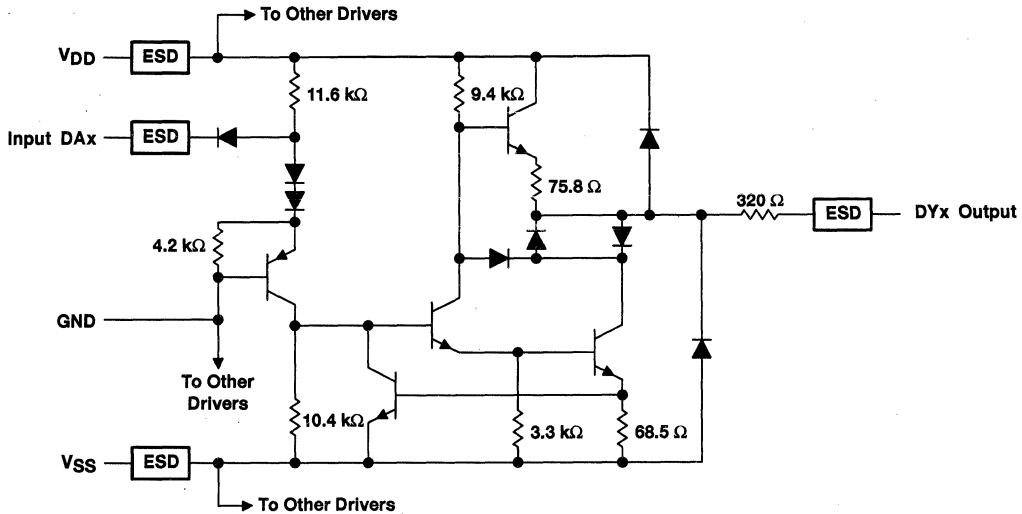 To Other Drivers
VDD
ESD
11.6 kΩ
9.4 kΩ
Input DAx
ESD
75.8 Ω
320 Ω
ESD
DYx Output
4.2 kΩ
GND
To Other
Drivers
10.4 kΩ
3.3 kΩ
68.5 Ω
VSS
ESD
To Other Drivers